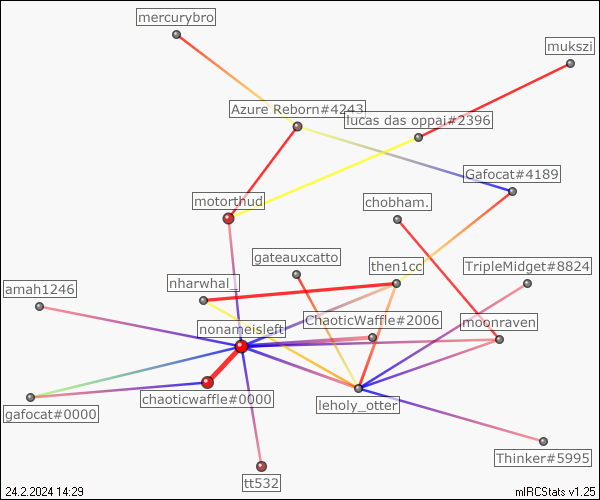 mercurybro
mukszi
Azure Reborn#4243
lucas das oppai#2396
Gafocat#4189
motorthud
chobham.
gateauxcatto
then1cc
TripleMidget#8824
nharwhal_
amah1246
ChaoticWaffle#2006
moonraven
nonameisleft
chaoticwaffle#0000
leholy_otter
gafocat#0000
Thinker#5995
tt532
24.2.2024 14:29
mIRCStats v1.25